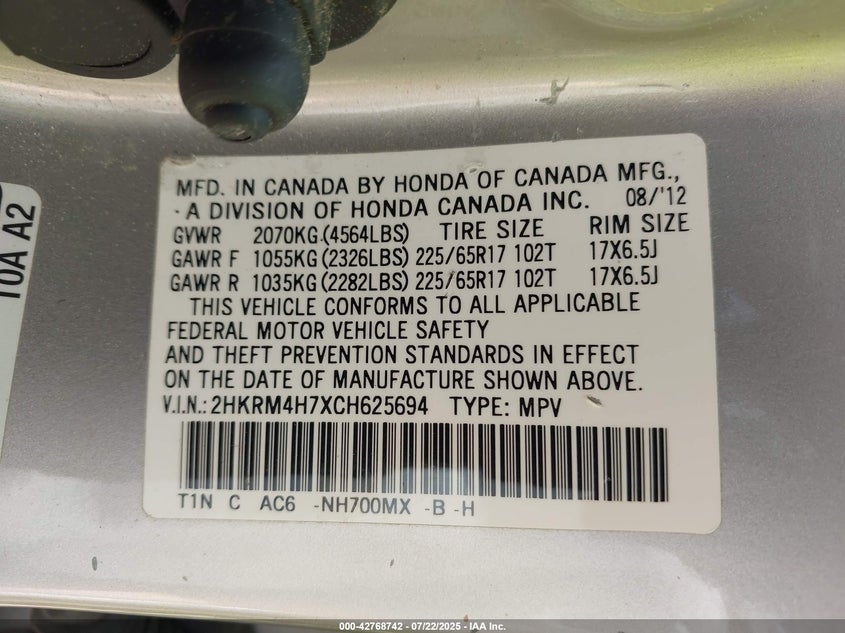 MFD. IN CANADA BY HONDA OF CANADA MFG.,
A DIVISION OF HONDA CANADA INC. 08/'12
GVWR 2070KG (4564LBS) TIRE SIZE RIM SIZE
GAWR F 1055KG (2326LBS) 225/65R17 102T 17X6.5J
GAWR R 1035KG (2282LBS) 225/65R17 102T 17X6.5J
THIS VEHICLE CONFORMS TO ALL APPLICABLE
FEDERAL MOTOR VEHICLE SAFETY
AND THEFT PREVENTION STANDARDS IN EFFECT
ON THE DATE OF MANUFACTURE SHOWN ABOVE.
V.I.N.: 2HKRM4H7XCH625694 TYPE: MPV
T1N C AC6 -NH700MX -B -H
10A A2
000-42768742 / 07/22/2025 - IAA Inc.